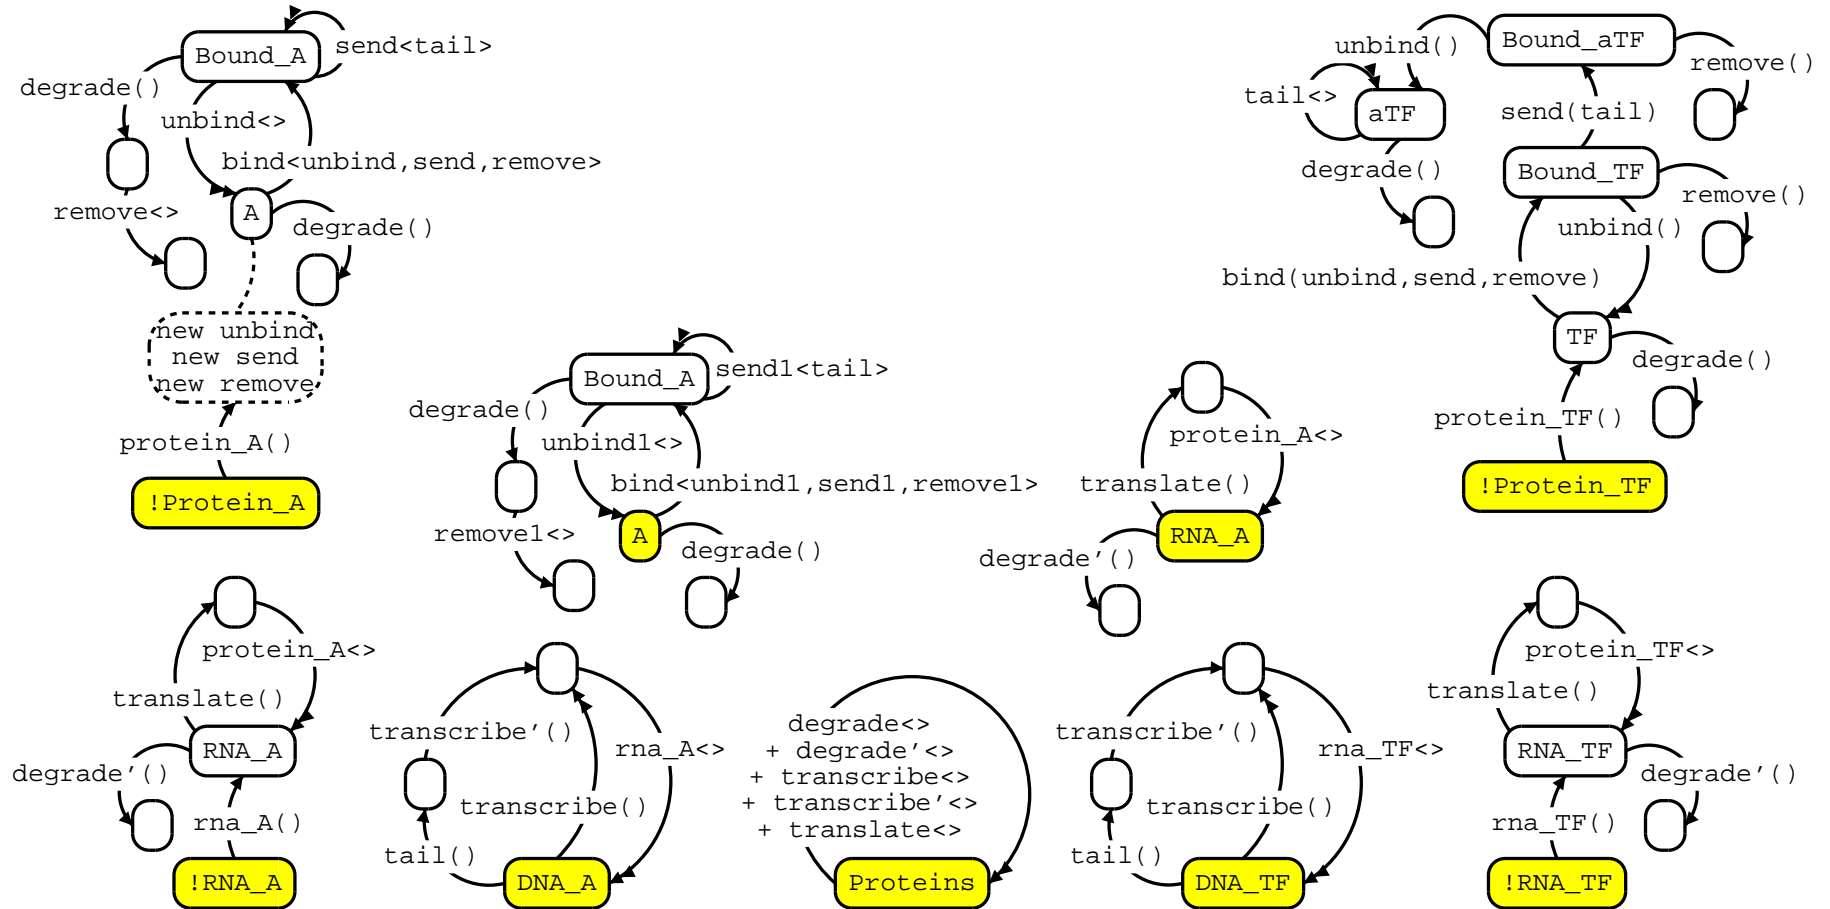 Bound_A
send<tail>
degrade()
unbind<>
bind<unbind,send,remove>
A
remove<>
degrade()
new unbind
new send
new remove
protein_A()
!Protein_A
unbind()
Bound_aTF
remove()
tail<>
aTF
send(tail)
degrade()
Bound_TF
remove()
unbind()
bind(unbind,send,remove)
TF
degrade()
protein_TF()
!Protein_TF
Bound_A
send1<tail>
degrade()
unbind1<>
bind<unbind1,send1,remove1>
A
remove1<>
degrade()
protein_A<>
translate()
RNA_A
degrade'()
protein_A<>
translate()
RNA_A
degrade'()
rna_A()
!RNA_A
transcribe'()
rna_A<>
transcribe()
tail()
DNA_A
degrade<>
+ degrade'<>
+ transcribe<>
+ transcribe'<>
+ translate<>
Proteins
transcribe'()
rna_TF<>
transcribe()
tail()
DNA_TF
protein_TF<>
translate()
RNA_TF
degrade'()
rna_TF()
!RNA_TF